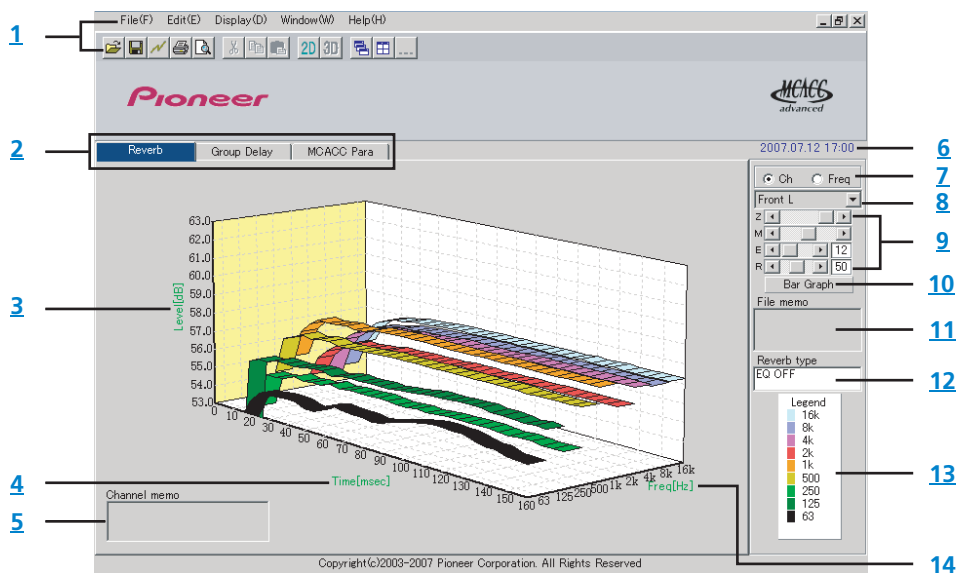 File(F) Edit(E) Display(D) Window(W) Help(H)
1
2D 3D ...
Pioneer
MCACC
advanced
2
Reverb Group Delay MCACC Para
2007.07.12 17:00
6
Ch Freq
7
Front L
8
Z
M
E 12
R 50
9
Bar Graph
10
File memo
11
Reverb type
EQ OFF
12
Legend
16k
8k
4k
2k
1k
500
250
125
63
13
3
Level[dB]
63.0
62.0
61.0
60.0
59.0
58.0
57.0
56.0
55.0
54.0
53.0
0 10 20 30 40 50 60 70 80 90 100 110 120 130 140 150 160
Time[msec]
63 125 250 500 1k 2k 4k 8k 16k
Freq[Hz]
4
Channel memo
5
14
Copyright(c)2003-2007 Pioneer Corporation. All Rights Reserved